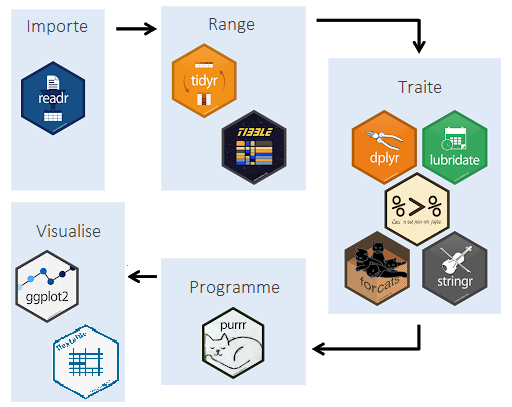 Importe
readr
Range
tidyr
TIBBLE
Traite
dplyr
lubridate
%>%
Ceci n'est pas un pipe.
forcats
stringr
Programme
purrr
Visualise
ggplot2
flextable